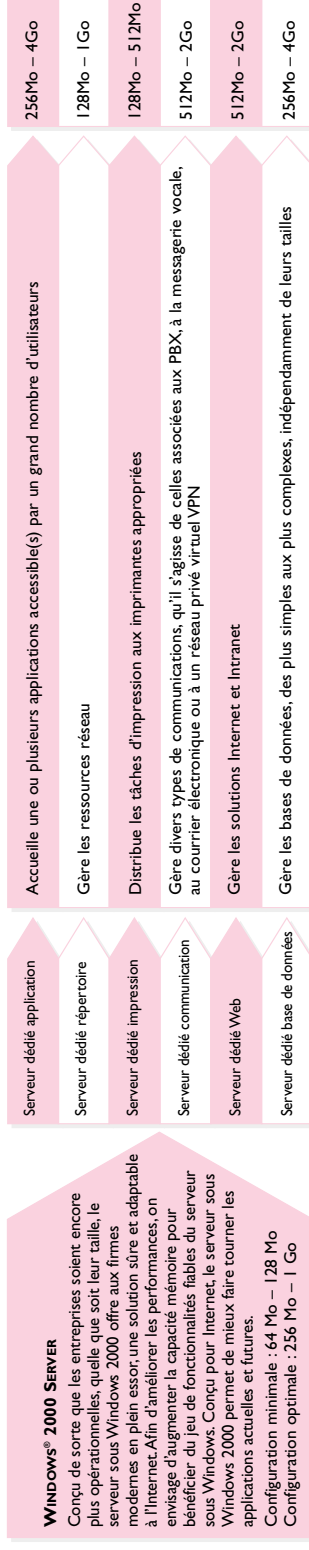 WINDOWS® 2000 SERVER
Conçu de sorte que les entreprises soient encore
plus opérationnelles, quelle que soit leur taille, le
serveur sous Windows 2000 offre aux firmes
modernes en plein essor, une solution sûre et adaptable
à l'Internet. Afin d'améliorer les performances, on
envisage d'augmenter la capacité mémoire pour
bénéficier du jeu de fonctionnalités fiables du serveur
sous Windows. Conçu pour Internet, le serveur sous
Windows 2000 permet de mieux faire tourner les
applications actuelles et futures.
Configuration minimale : 64 Mo – 128 Mo
Configuration optimale : 256 Mo – 1 Go
Serveur dédié application
Accueille une ou plusieurs applications accessible(s) par un grand nombre d'utilisateurs
256Mo – 4Go
Serveur dédié répertoire
Gère les ressources réseau
128Mo – 1Go
Serveur dédié impression
Distribue les tâches d'impression aux imprimantes appropriées
128Mo – 512Mo
Serveur dédié communication
Gère divers types de communications, qu'il s'agisse de celles associées aux PBX, à la messagerie vocale,
au courrier électronique ou à un réseau privé virtuel VPN
512Mo – 2Go
Serveur dédié Web
Gère les solutions Internet et Intranet
512Mo – 2Go
Serveur dédié base de données
Gère les bases de données, des plus simples aux plus complexes, indépendamment de leurs tailles
256Mo – 4Go